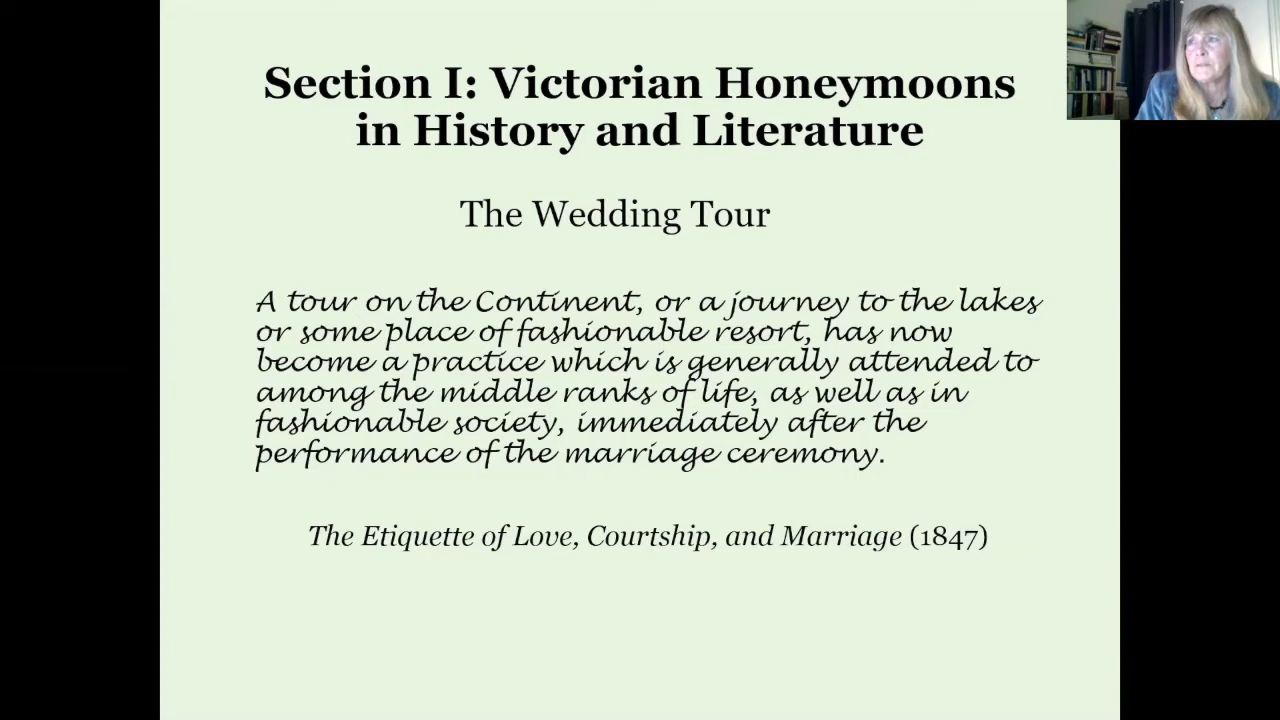 Section I: Victorian Honeymoons
in History and Literature
The Wedding Tour
A tour on the Continent, or a journey to the lakes
or some place of fashionable resort, has now
become a practice which is generally attended to
among the middle ranks of life, as well as in
fashionable society, immediately after the
performance of the marriage ceremony.
The Etiquette of Love, Courtship, and Marriage (1847)